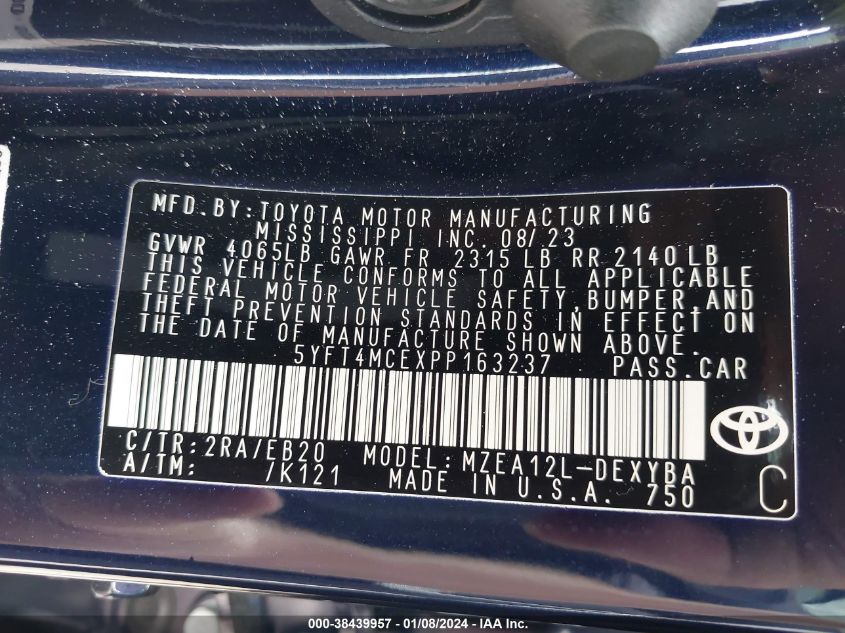 MFD.BY:TOYOTA MOTOR MANUFACTURING
MISSISSIPPI INC. 08/23
GVWR 4065LB GAWR FR 2315 LB RR 2140 LB
THIS VEHICLE CONFORMS TO ALL APPLICABLE
FEDERAL MOTOR VEHICLE SAFETY,BUMPER,AND
THEFT PREVENTION STANDARDS IN EFFECT ON
THE DATE OF MANUFACTURE SHOWN ABOVE.
5YFT4MCEXPP163237 PASS.CAR
C/TR:2RA/EB20 MODEL:MZEA12L-DEXYBA
A/TM: /K121 MADE IN U.S.A. 750
C
000-38439957 - 01/08/2024 - IAA Inc.